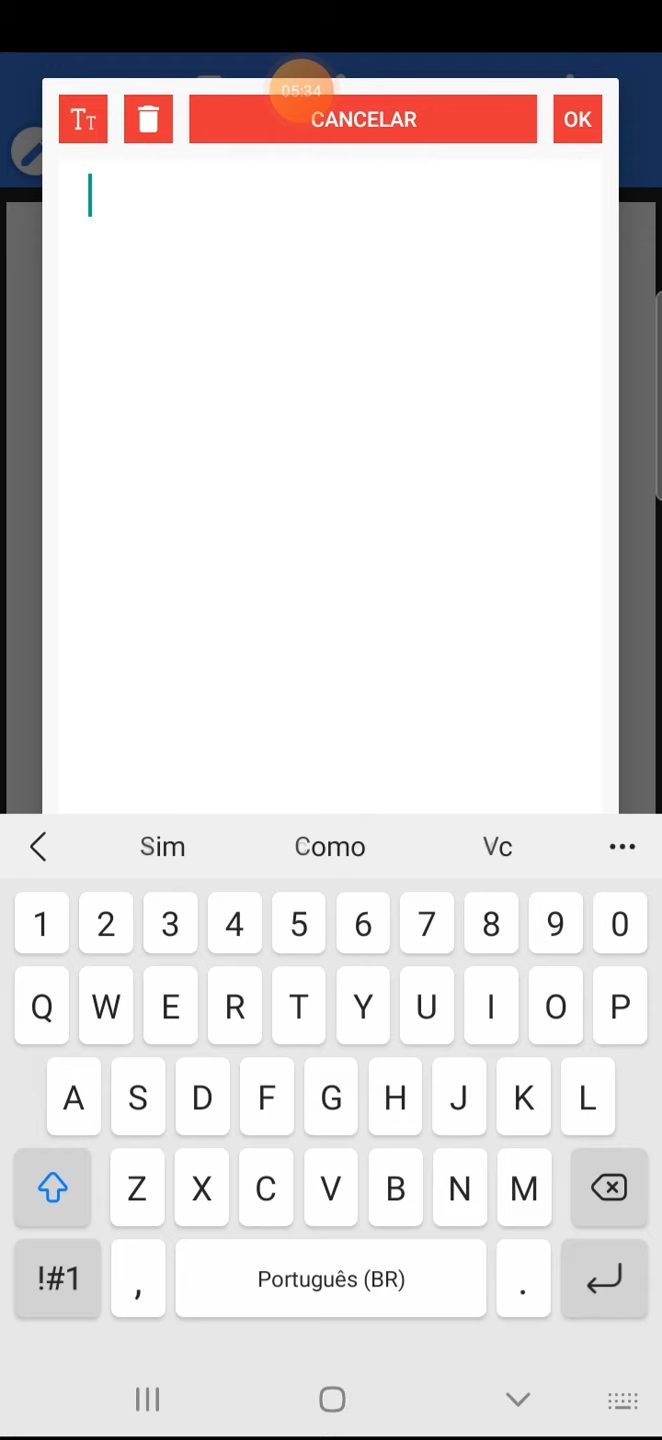 05:34
Tт CANCELAR OK
Sim Como Vc
1 2 3 4 5 6 7 8 9 0
Q W E R T Y U I O P
A S D F G H J K L
Z X C V B N M
!#1 , Português (BR) .